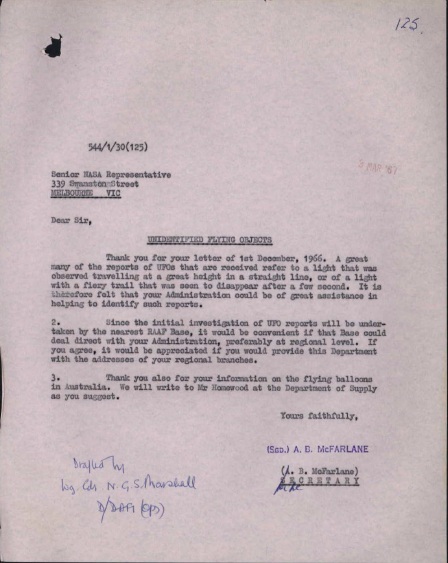 125.
544/1/30(125)
2 MAR '67
Senior NASA Representative
339 Swanston Street
MELBOURNE VIC
Dear Sir,
UNIDENTIFIED FLYING OBJECTS
Thank you for your letter of 1st December, 1966. A great
many of the reports of UFOs that are received refer to a light that was
observed travelling at a great height in a straight line, or of a light
with a fiery trail that was seen to disappear after a few second. It is
therefore felt that your Administration could be of great assistance in
helping to identify such reports.
2. Since the initial investigation of UFO reports will be under-
taken by the nearest RAAF Base, it would be convenient if that Base could
deal direct with your Administration, preferably at regional level. If
you agree, it would be appreciated if you would provide this Department
with the addresses of your regional branches.
3. Thank you also for your information on the flying balloons
in Australia. We will write to Mr Homewood at the Department of Supply
as you suggest.
Yours faithfully,
(SGD.) A. B. McFARLANE
(A. B. McFarlane)
SECRETARY
Drafted by
Wg Cdr N.G.S. Marshall